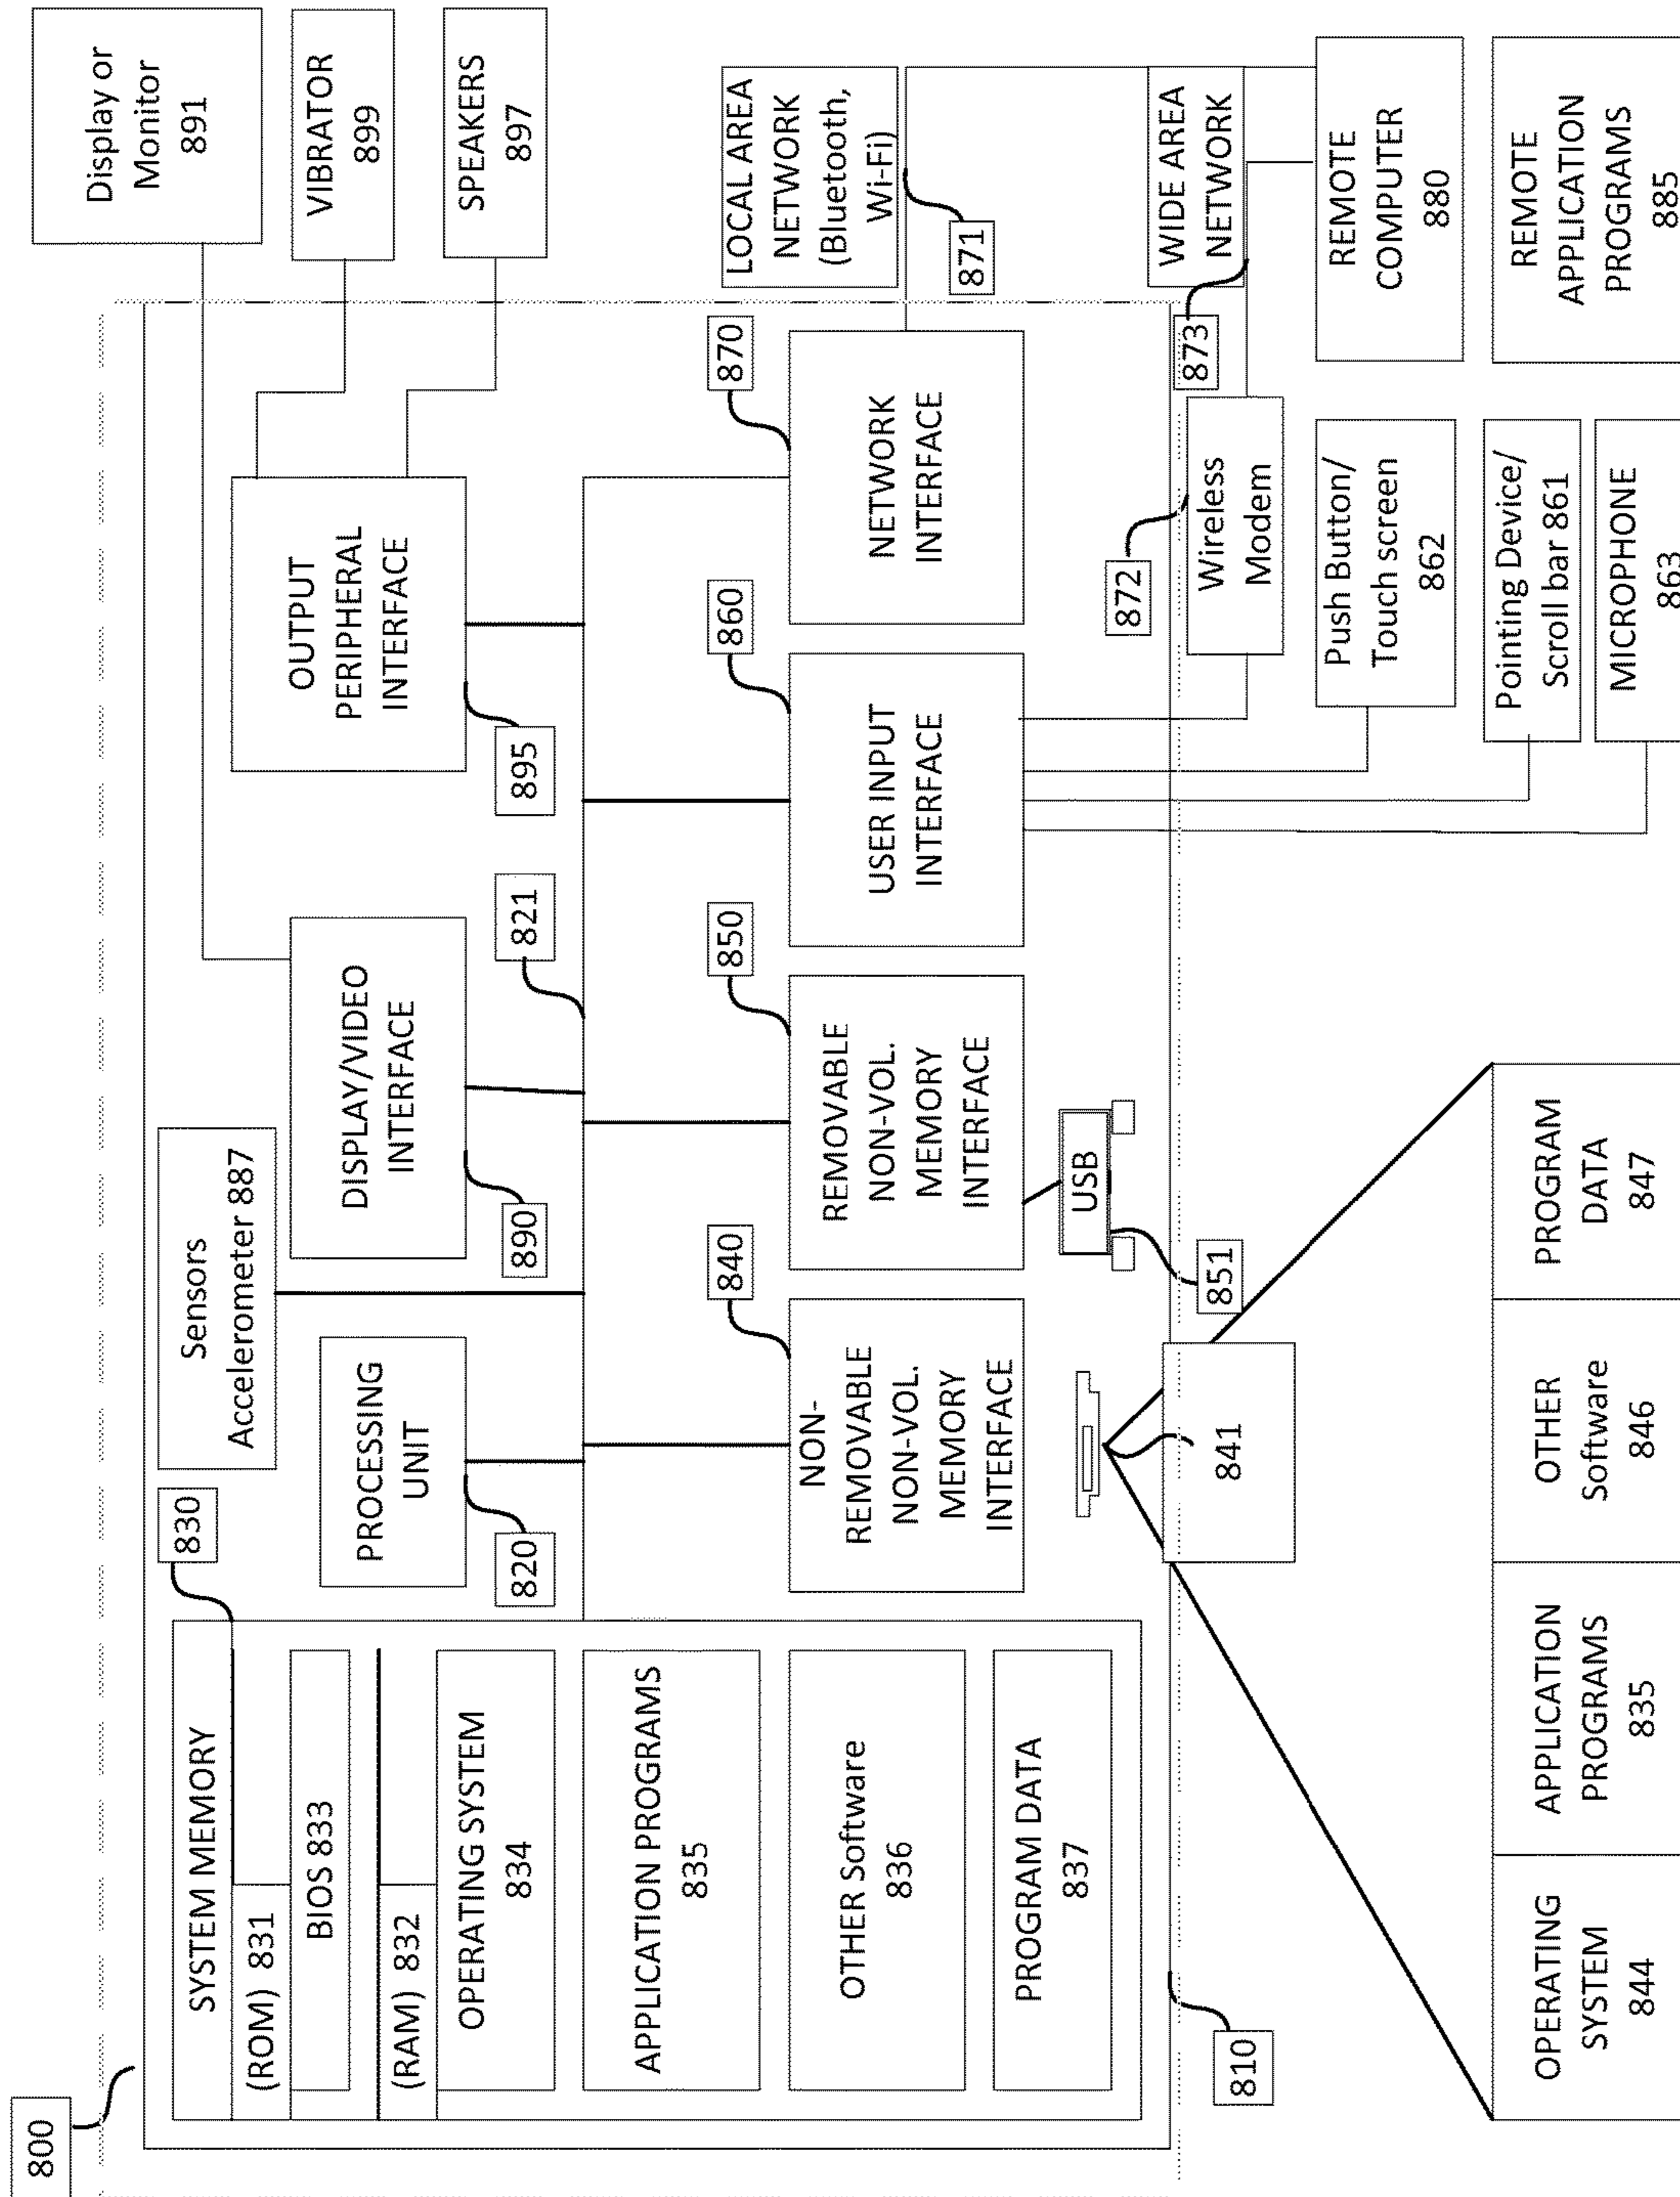 800
SYSTEM MEMORY
(ROM) 831
BIOS 833
(RAM) 832
OPERATING SYSTEM
834
APPLICATION PROGRAMS
835
OTHER Software
836
PROGRAM DATA
837
830
PROCESSING
UNIT
820
Sensors
Accelerometer 887
DISPLAY/VIDEO
INTERFACE
890
821
OUTPUT
PERIPHERAL
INTERFACE
895
Display or
Monitor
891
VIBRATOR
899
SPEAKERS
897
NON-
REMOVABLE
NON-VOL.
MEMORY
INTERFACE
840
REMOVABLE
NON-VOL.
MEMORY
INTERFACE
850
USER INPUT
INTERFACE
860
NETWORK
INTERFACE
870
LOCAL AREA
NETWORK
(Bluetooth,
Wi-Fi)
871
WIDE AREA
NETWORK
873
872
Wireless
Modem
USB
851
841
810
REMOTE
COMPUTER
880
REMOTE
APPLICATION
PROGRAMS
885
Push Button/
Touch screen
862
Pointing Device/
Scroll bar 861
MICROPHONE
863
OPERATING
SYSTEM
844
APPLICATION
PROGRAMS
835
OTHER
Software
846
PROGRAM
DATA
847